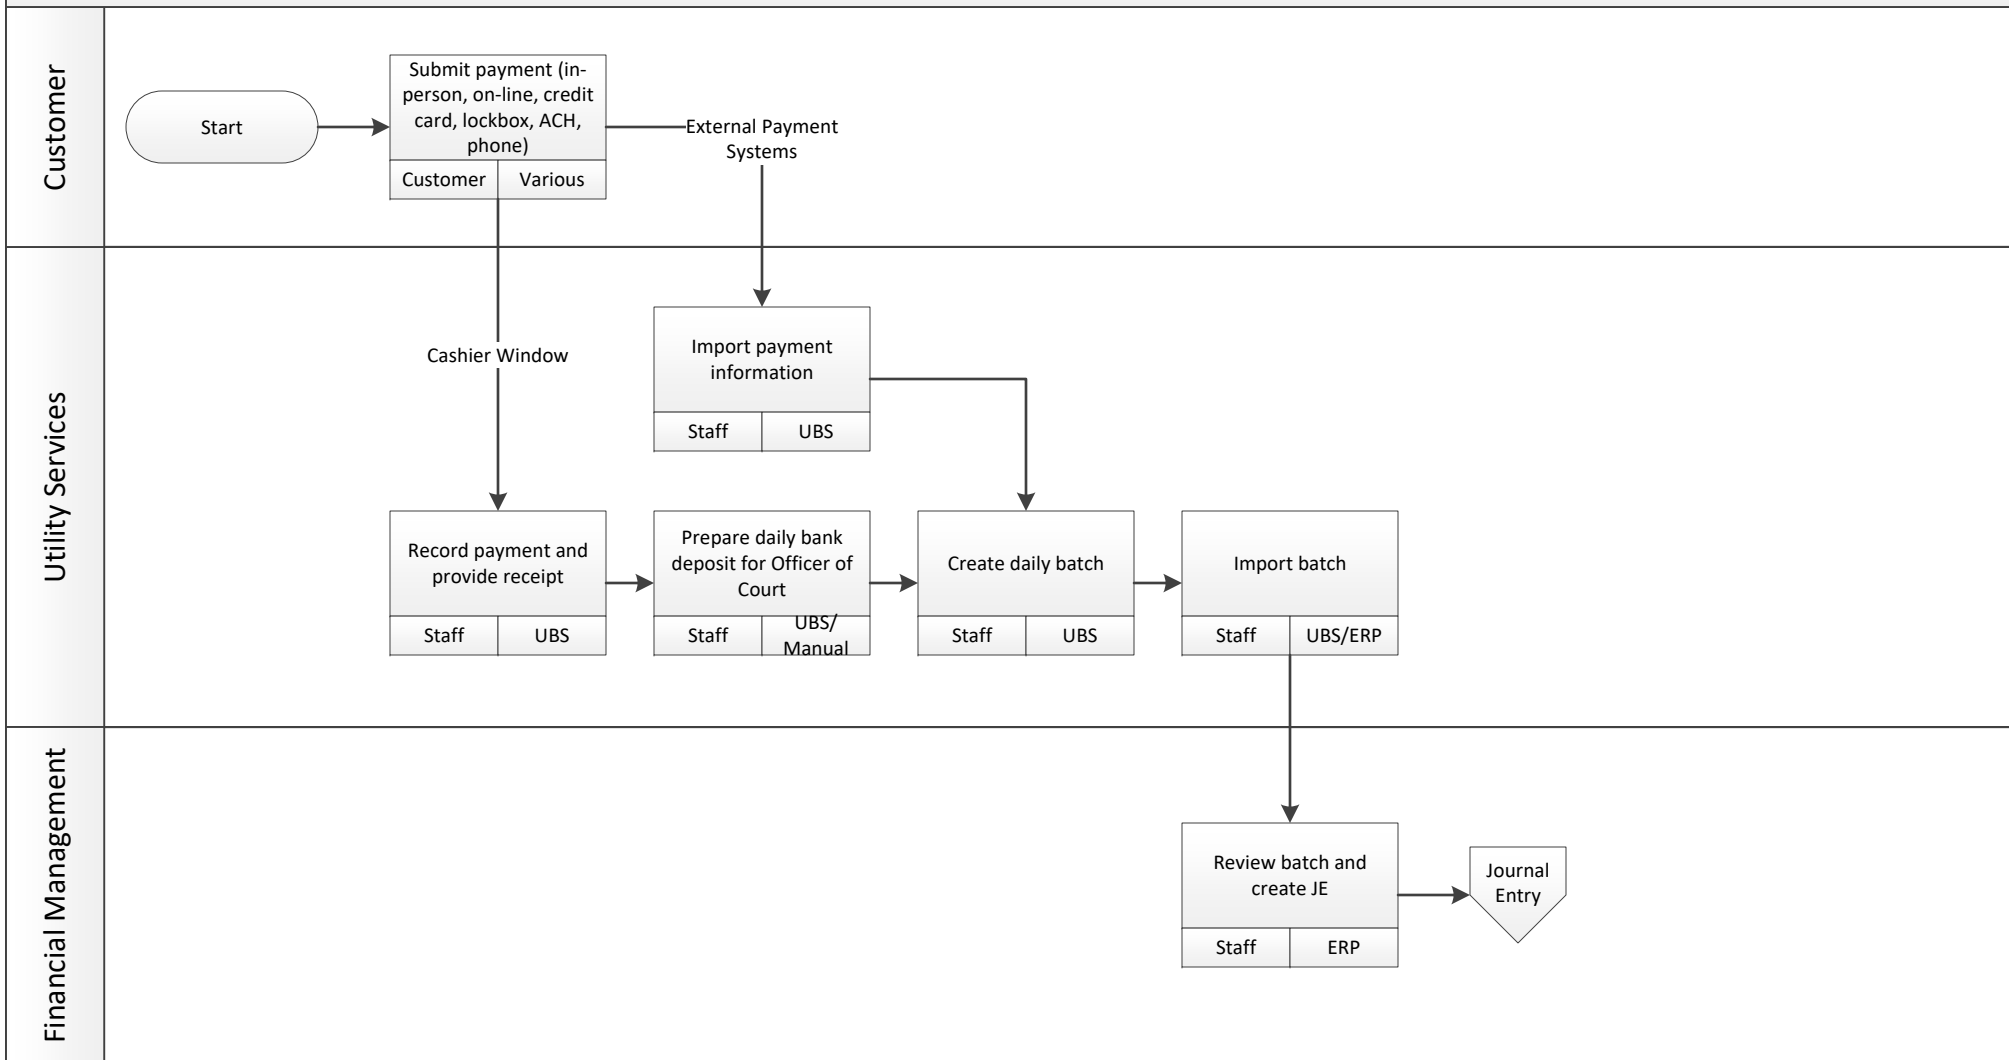 Customer
Start
Submit payment (in-
person, on-line, credit
card, lockbox, ACH,
phone)
Customer
Various
External Payment
Systems
Utility Services
Cashier Window
Import payment
information
Staff
UBS
Record payment and
provide receipt
Staff
UBS
Prepare daily bank
deposit for Officer of
Court
Staff
UBS/
Manual
Create daily batch
Staff
UBS
Import batch
Staff
UBS/ERP
Financial Management
Review batch and
create JE
Staff
ERP
Journal
Entry